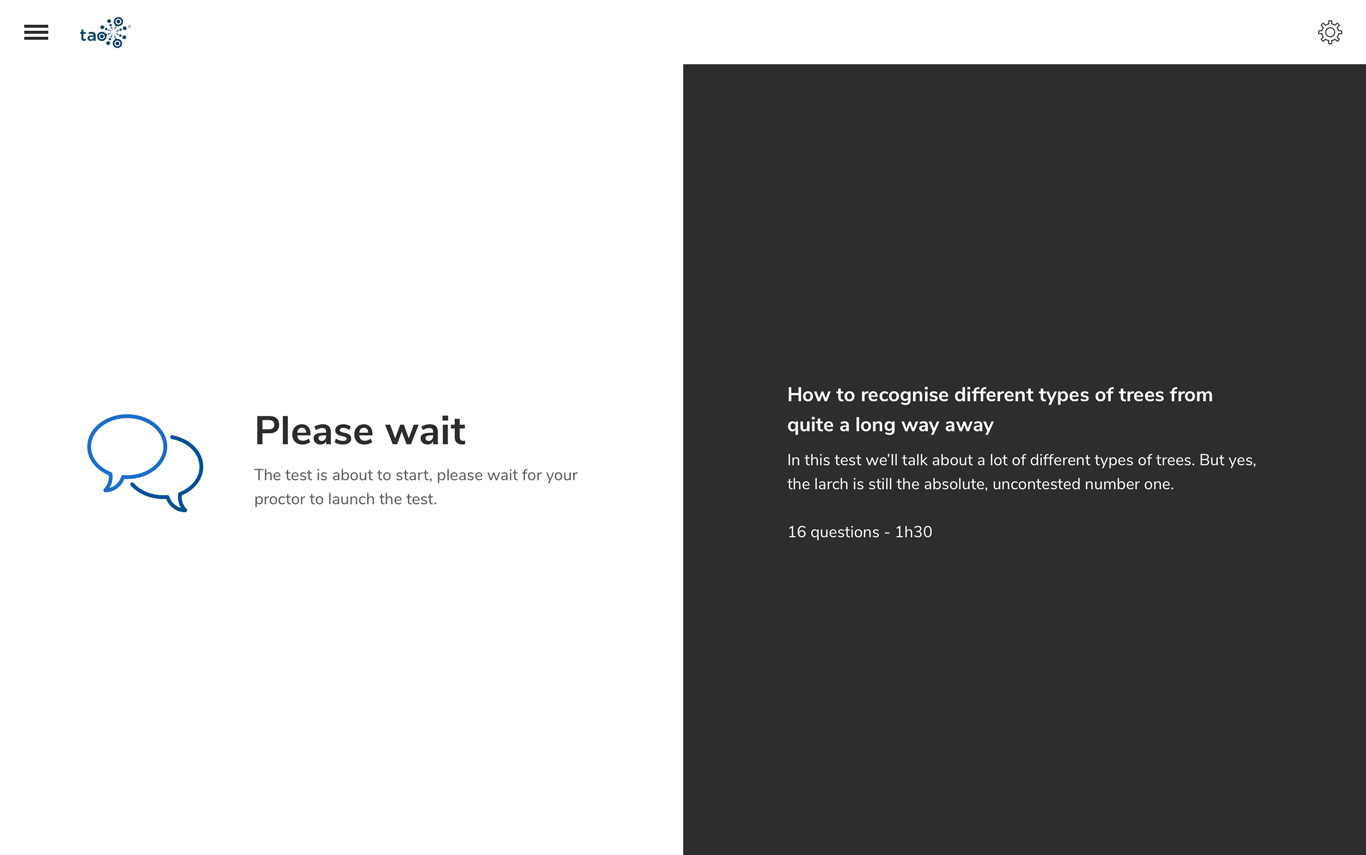 tao
Please wait
The test is about to start, please wait for your
proctor to launch the test.
How to recognise different types of trees from
quite a long way away
In this test we’ll talk about a lot of different types of trees. But yes,
the larch is still the absolute, uncontested number one.
16 questions - 1h30